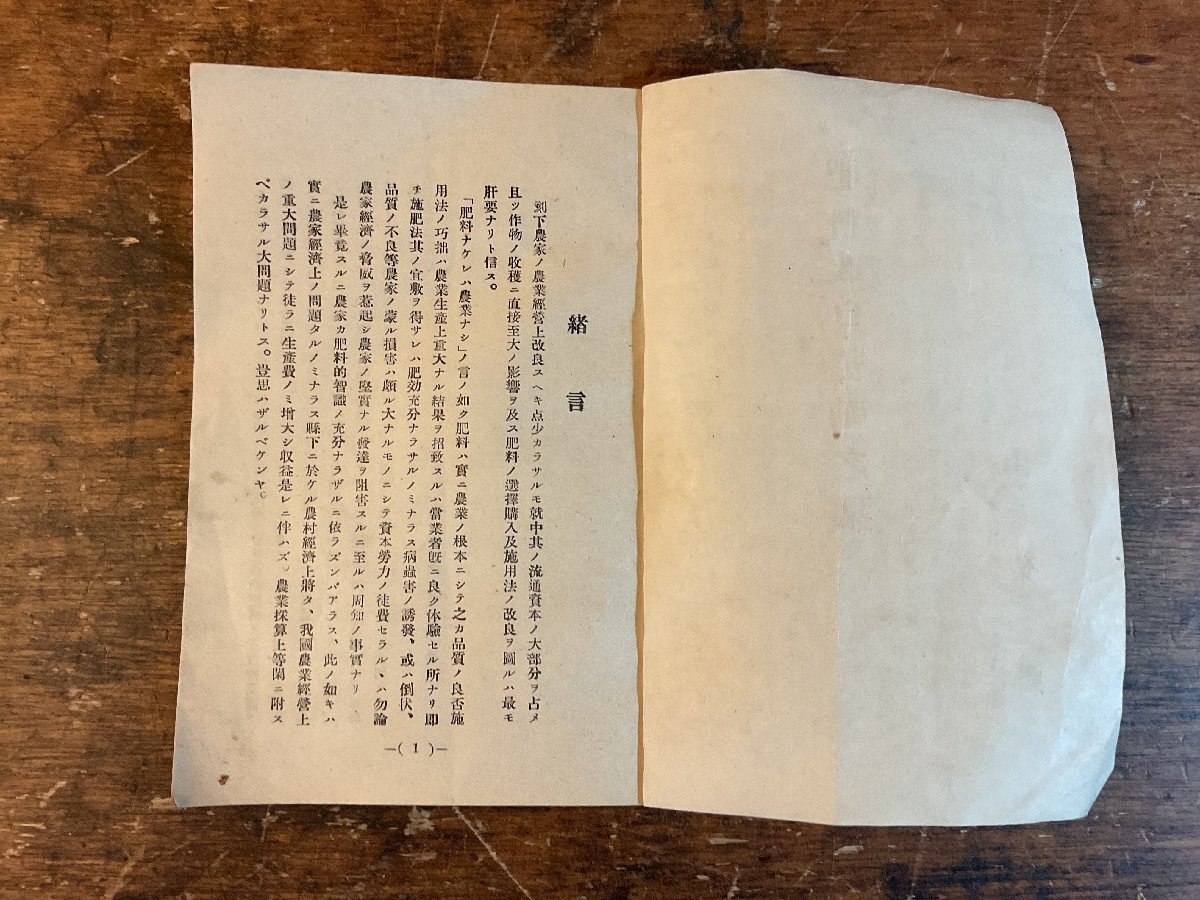 緒言
刻下農家ノ農業經營上改良スヘキ点少カラサルモ就中其ノ流通資本ノ大部分ヲ占メ
且ツ作物ノ收穫ニ直接至大ノ影響ヲ及ス肥料ノ選擇購入及施用法ノ改良ヲ圖ルハ最モ
肝要ナリト信ス。
「肥料ナケレハ農業ナシ」ノ言ノ如ク肥料ハ實ニ農業ノ根本ニシテ之カ品質ノ良否施
用法ノ巧拙ハ農業生産上重大ナル結果ヲ招致スルハ當業者既ニ良ク体驗セル所ナリ即
チ施肥法其ノ宜敷ヲ得サレハ肥効充分ナラサルノミナラス病蟲害ノ誘發、或ハ倒伏、
品質ノ不良等農家ノ蒙ル損害ハ頗ル大ナルモノニシテ資本勞力ノ徒費セラルヽハ勿論
農家經濟ノ脅威ヲ惹起シ農家ノ堅實ナル發達ヲ阻害スルニ至ルハ周知ノ事實ナリ
是レ畢竟スルニ農家カ肥料的智識ノ充分ナラザルニ依ラズンバアラス、此ノ如キハ
實ニ農家經濟上ノ問題タルノミナラス縣下ニ於ケル農村經濟上將タ、我國農業經營上
ノ重大問題ニシテ徒ラニ生産費ノミ增大シ収益是レニ伴ハズ。農業採算上等閑ニ附ス
ベカラサル大問題ナリトス。豈思ハザルベケンヤ。
―(1)―